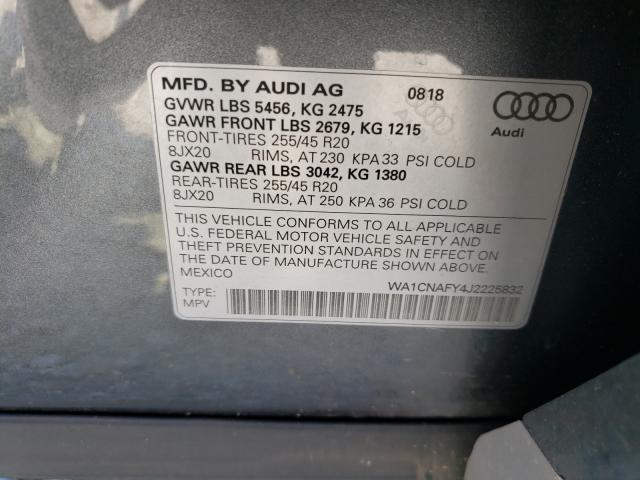 MFD. BY AUDI AG 0818
GVWR LBS 5456, KG 2475
GAWR FRONT LBS 2679, KG 1215
FRONT-TIRES 255/45 R20
8JX20 RIMS, AT 230 KPA 33 PSI COLD
GAWR REAR LBS 3042, KG 1380
REAR-TIRES 255/45 R20
8JX20 RIMS, AT 250 KPA 36 PSI COLD
Audi
THIS VEHICLE CONFORMS TO ALL APPLICABLE
U.S. FEDERAL MOTOR VEHICLE SAFETY AND
THEFT PREVENTION STANDARDS IN EFFECT ON
THE DATE OF MANUFACTURE SHOWN ABOVE.
MEXICO
WA1CNAFY4J2225832
TYPE:
MPV